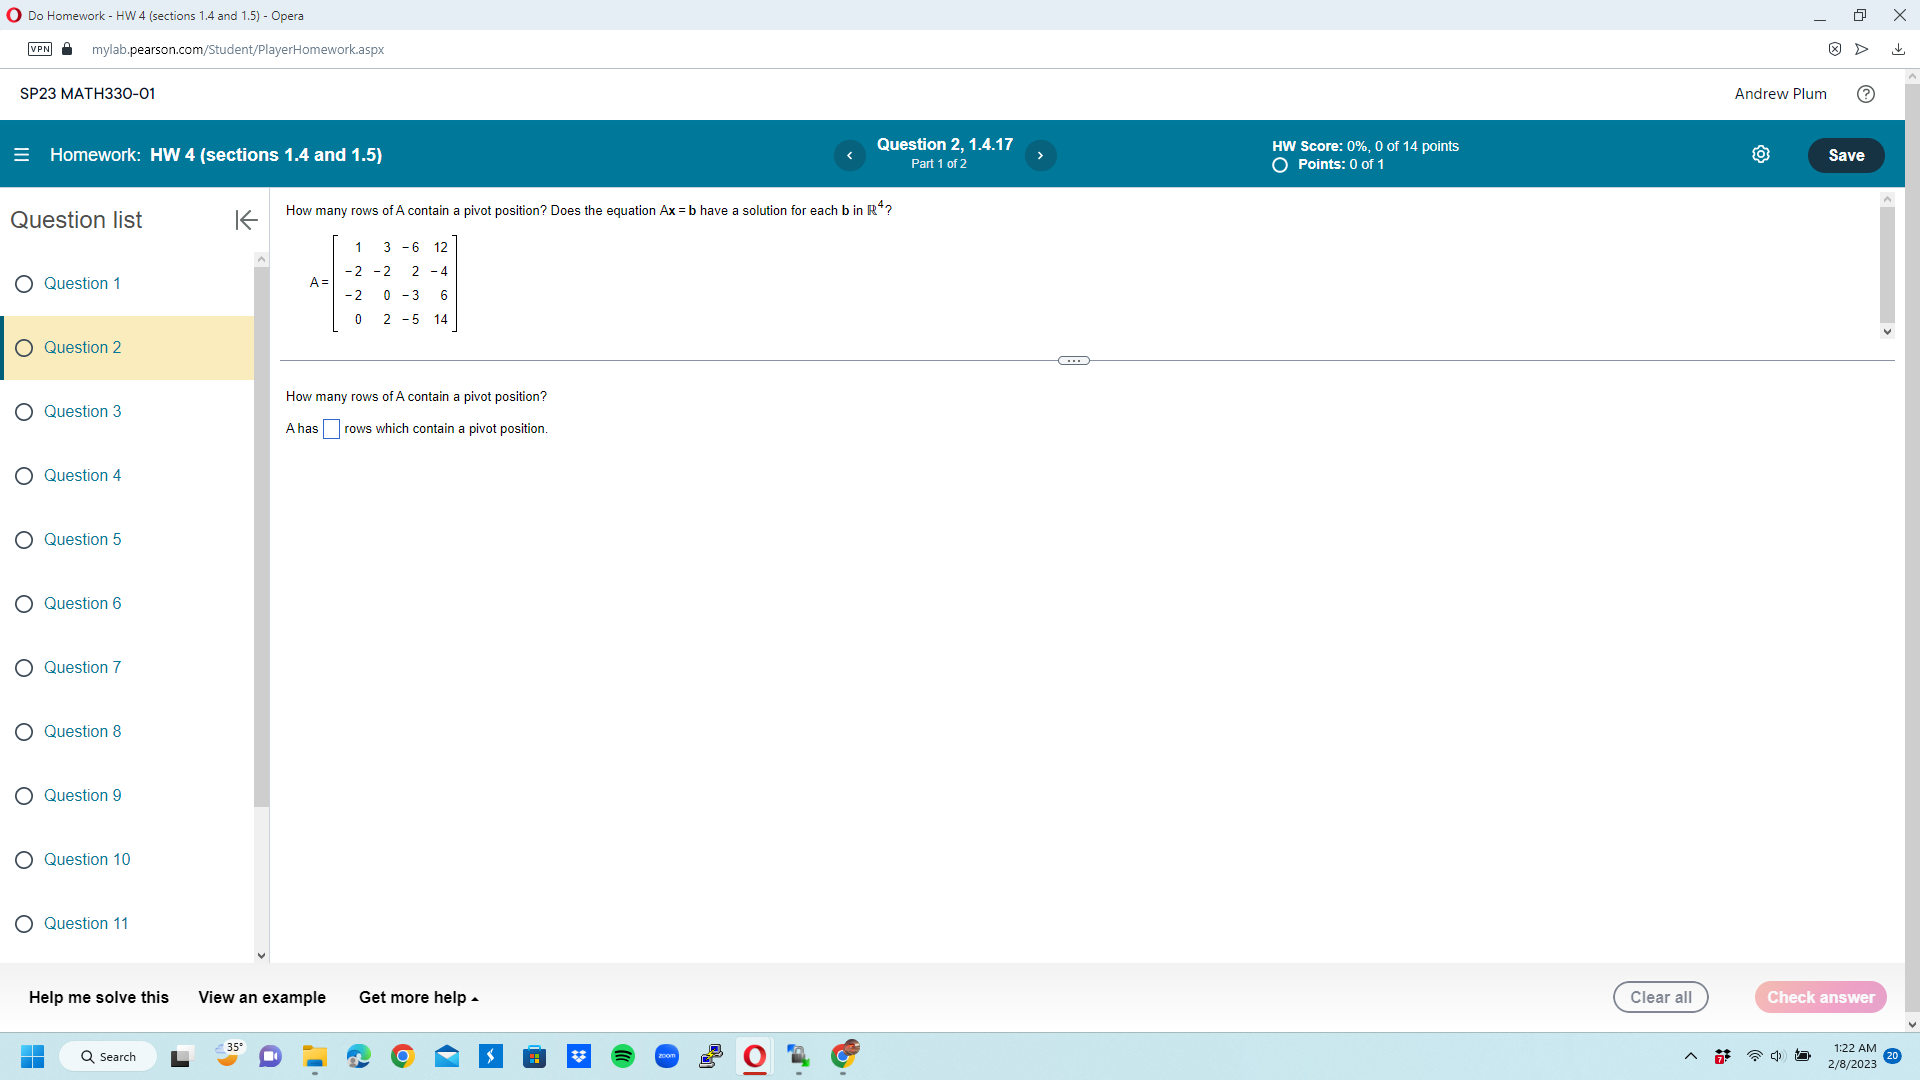 Do Homework - HW 4 (sections 1.4 and 1.5) - Opera
VPN mylab.pearson.com/Student/PlayerHomework.aspx
SP23 MATH330-01
Andrew Plum
?
Homework: HW 4 (sections 1.4 and 1.5)
Question 2, 1.4.17
Part 1 of 2
HW Score: 0%, 0 of 14 points
Points: 0 of 1
Save
Question list
Question 1
Question 2
Question 3
Question 4
Question 5
Question 6
Question 7
Question 8
Question 9
Question 10
Question 11
How many rows of A contain a pivot position? Does the equation Ax = b have a solution for each b in ℝ⁴?
A =
1 3 -6 12
-2 -2 2 -4
-2 0 -3 6
0 2 -5 14
How many rows of A contain a pivot position?
A has rows which contain a pivot position.
Help me solve this
View an example
Get more help
Clear all
Check answer
Search
35°
zoom
1:22 AM
2/8/2023
20